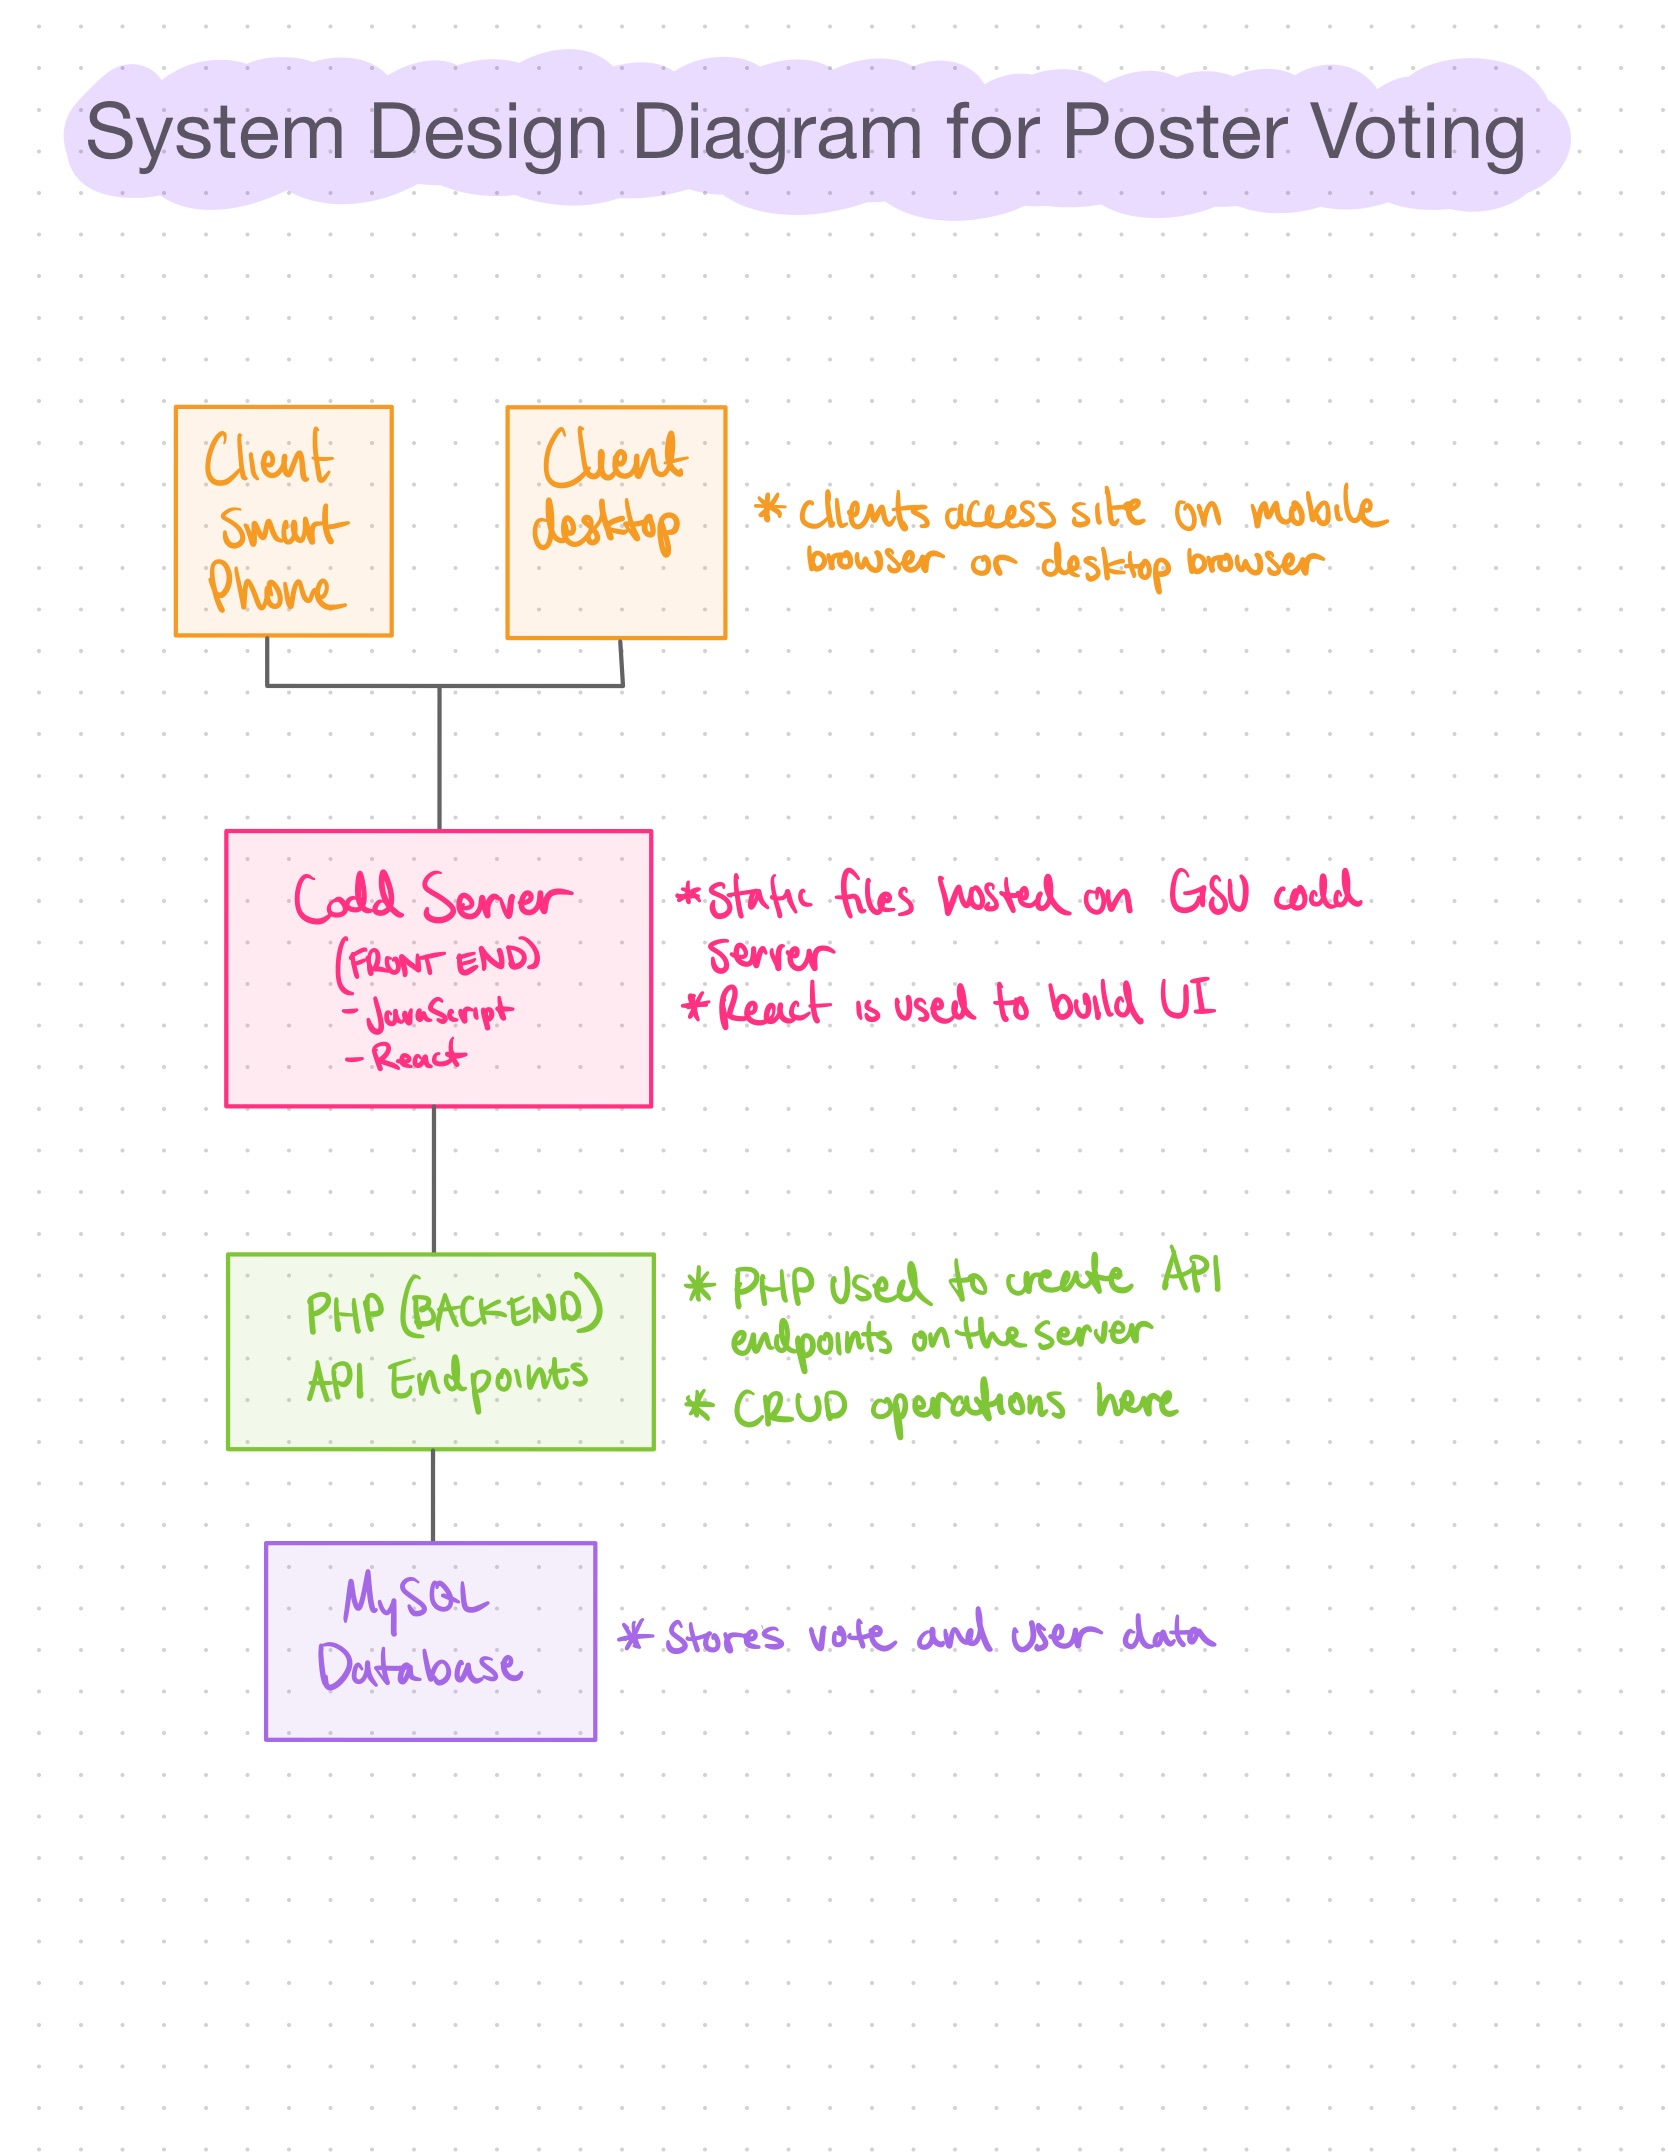 System Design Diagram for Poster Voting
Client
Smart
Phone
Client
desktop
* Clients access site on mobile
browser or desktop browser
Codd Server
(FRONT END)
- JavaScript
- React
* Static files hosted on GSU codd
server
* React is used to build UI
PHP (BACKEND)
API Endpoints
* PHP used to create API
endpoints on the server
* CRUD operations here
MySQL
Database
* Stores vote and user data